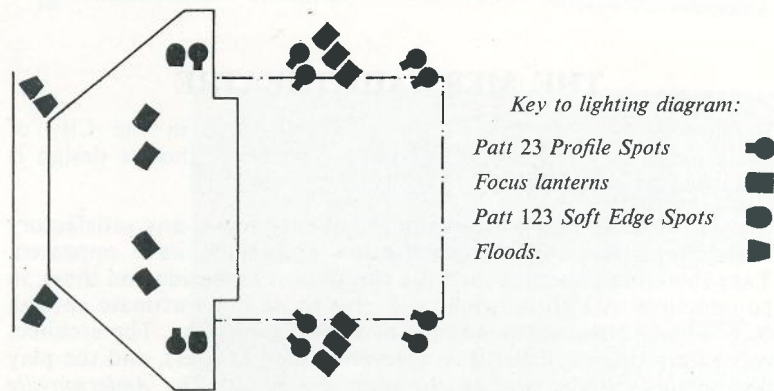 Key to lighting diagram:
Patt 23 Profile Spots
Focus lanterns
Patt 123 Soft Edge Spots
Floods.